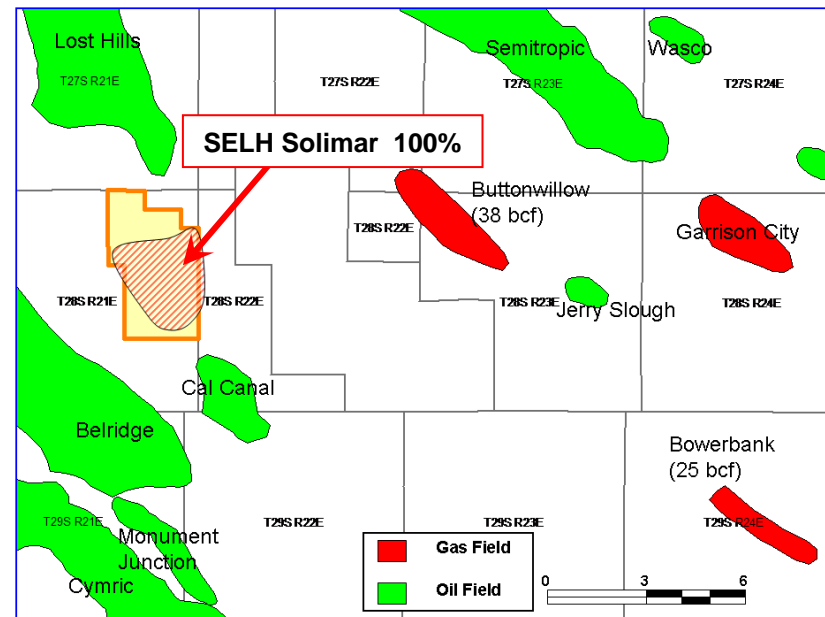 Lost Hills
Semitropic
Wasco
T27S R21E
T27S R22E
T27S R23E
T27S R24E
SELH Solimar 100%
Buttonwillow
(38 bcf)
T28S R22E
Garrison City
T28S R21E
T28S R22E
T28S R23E
T28S R24E
Jerry Slough
Cal Canal
Belridge
Bowerbank
(25 bcf)
T29S R21E
T29S R22E
T29S R23E
T29S R24E
Monument
Junction
Cymric
Gas Field
Oil Field
0 3 6